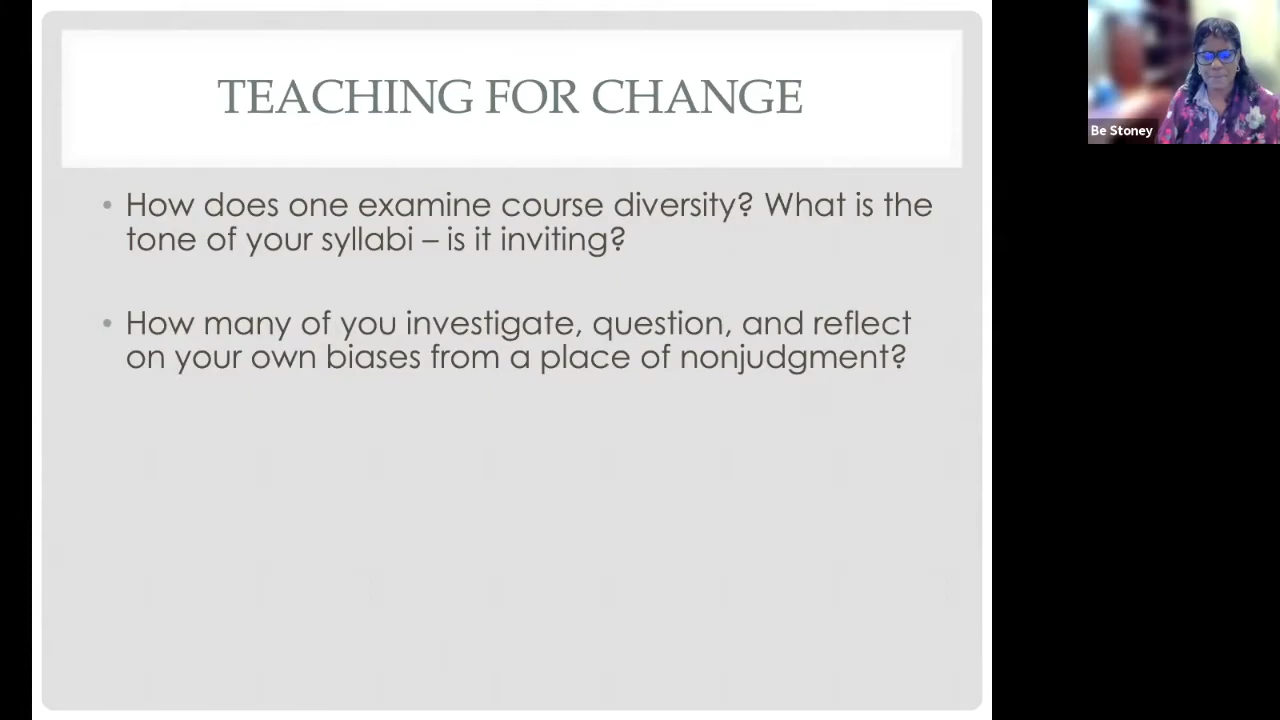 TEACHING FOR CHANGE
• How does one examine course diversity? What is the
tone of your syllabi – is it inviting?
• How many of you investigate, question, and reflect
on your own biases from a place of nonjudgment?
Be Stoney